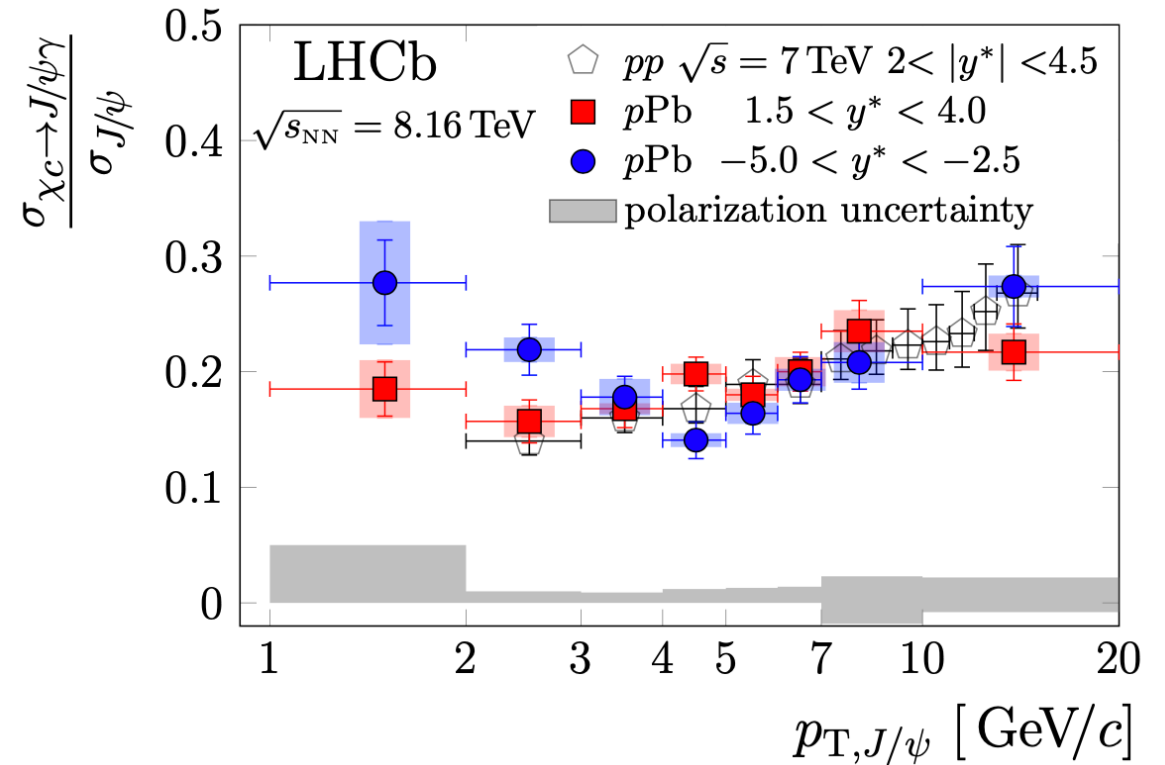 σχc→J/ψγ
σJ/ψ
LHCb
√sNN = 8.16 TeV
pp √s = 7 TeV 2< |y*| <4.5
pPb 1.5 < y* < 4.0
pPb −5.0 < y* < −2.5
polarization uncertainty
0.5
0.4
0.3
0.2
0.1
0
1 2 3 4 5 7 10 20
pT,J/ψ [GeV/c]